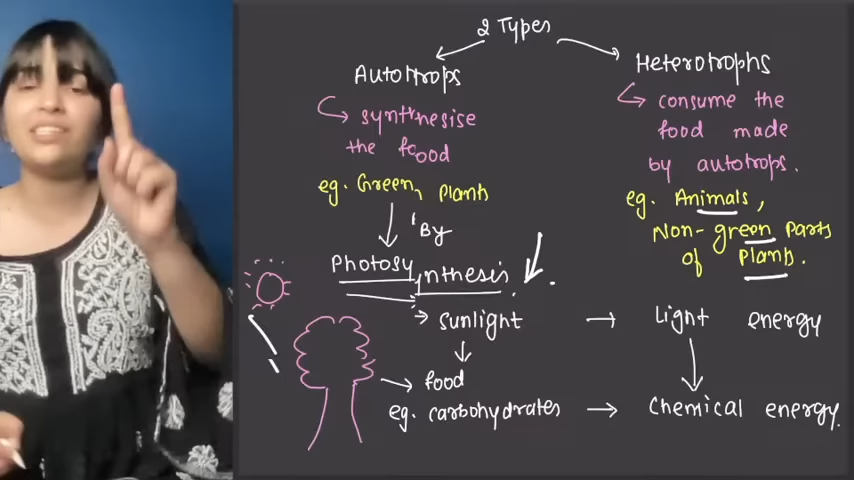 2 Types
Autotrops
synthesise
the food
eg. Green, Plants
By
Photosynthesis
Heterotrophs
consume the
food made
by autotrops.
eg. Animals,
Non-green Parts
of Plants.
sunlight → Light energy
food
eg. carbohydrates → Chemical energy.